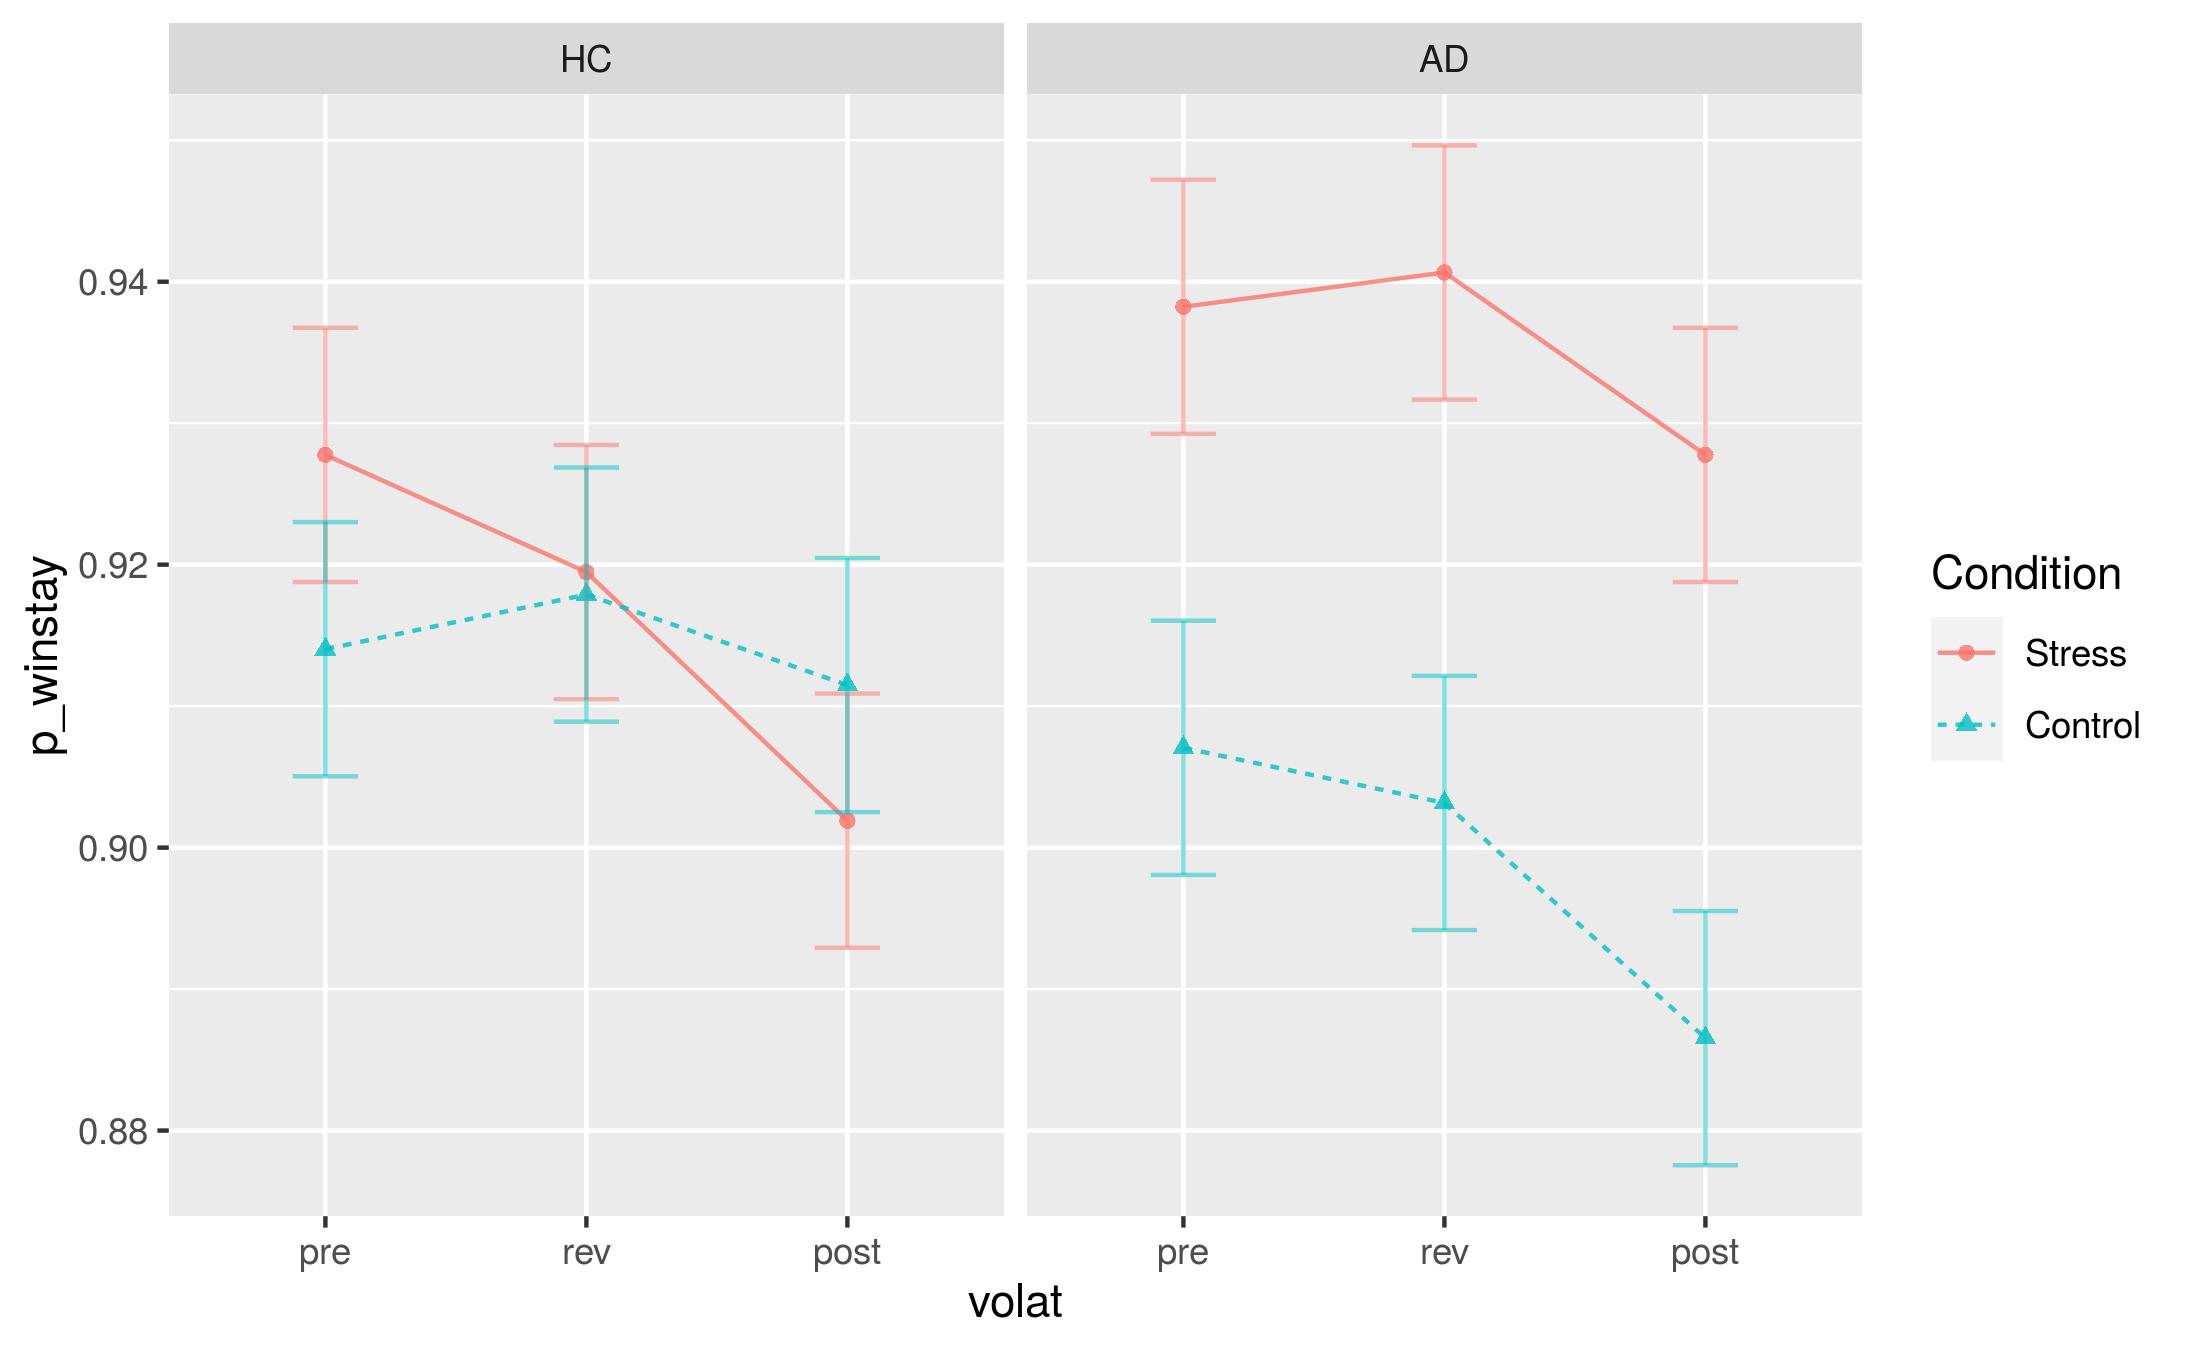 HC
AD
p_winstay
0.94
0.92
0.90
0.88
pre rev post
pre rev post
volat
Condition
Stress
Control